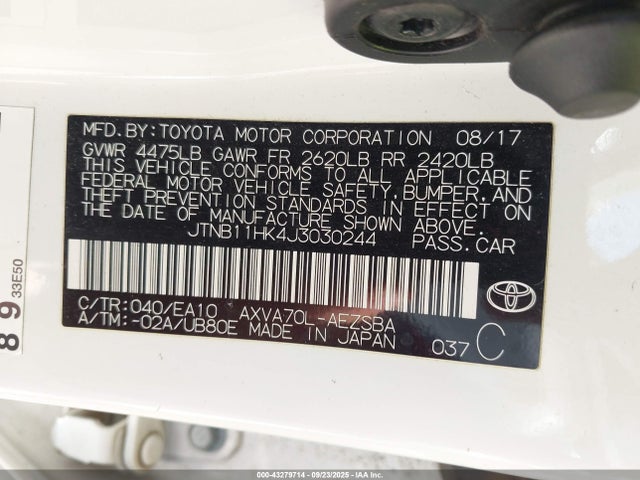 MFD.BY:TOYOTA MOTOR CORPORATION 08/17
GVWR 4475LB GAWR FR 2620LB RR 2420LB
THIS VEHICLE CONFORMS TO ALL APPLICABLE
FEDERAL MOTOR VEHICLE SAFETY,BUMPER,AND
THEFT PREVENTION STANDARDS IN EFFECT ON
THE DATE OF MANUFACTURE SHOWN ABOVE.
JTNB11HK4J3030244 PASS.CAR
C/TR:040/EA10 AXVA70L-AEZSBA
A/TM:-02A/UB80E MADE IN JAPAN
037 C
89
33E50
000-43279714 - 09/23/2025 - IAA Inc.